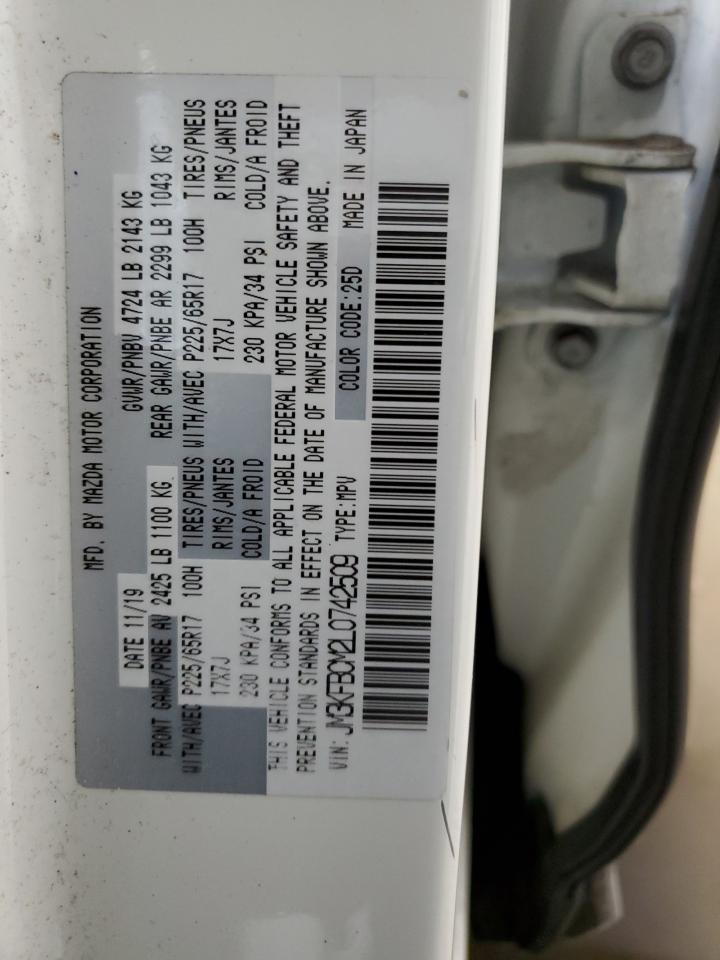 MFD. BY MAZDA MOTOR CORPORATION
DATE 11/19 GVWR/PNBV 4724 LB 2143 KG
FRONT GAWR/PNBE AV 2425 LB 1100 KG REAR GAWR/PNBE AR 2299 LB 1043 KG
WITH/AVEC P225/65R17 100H TIRES/PNEUS WITH/AVEC P225/65R17 100H TIRES/PNEUS
17X7J RIMS/JANTES 17X7J RIMS/JANTES
230 KPA/34 PSI COLD/A FROID 230 KPA/34 PSI COLD/A FROID
THIS VEHICLE CONFORMS TO ALL APPLICABLE FEDERAL MOTOR VEHICLE SAFETY AND THEFT
PREVENTION STANDARDS IN EFFECT ON THE DATE OF MANUFACTURE SHOWN ABOVE.
VIN: JM3KFBCM2L0742509 TYPE:MPV COLOR CODE:25D MADE IN JAPAN